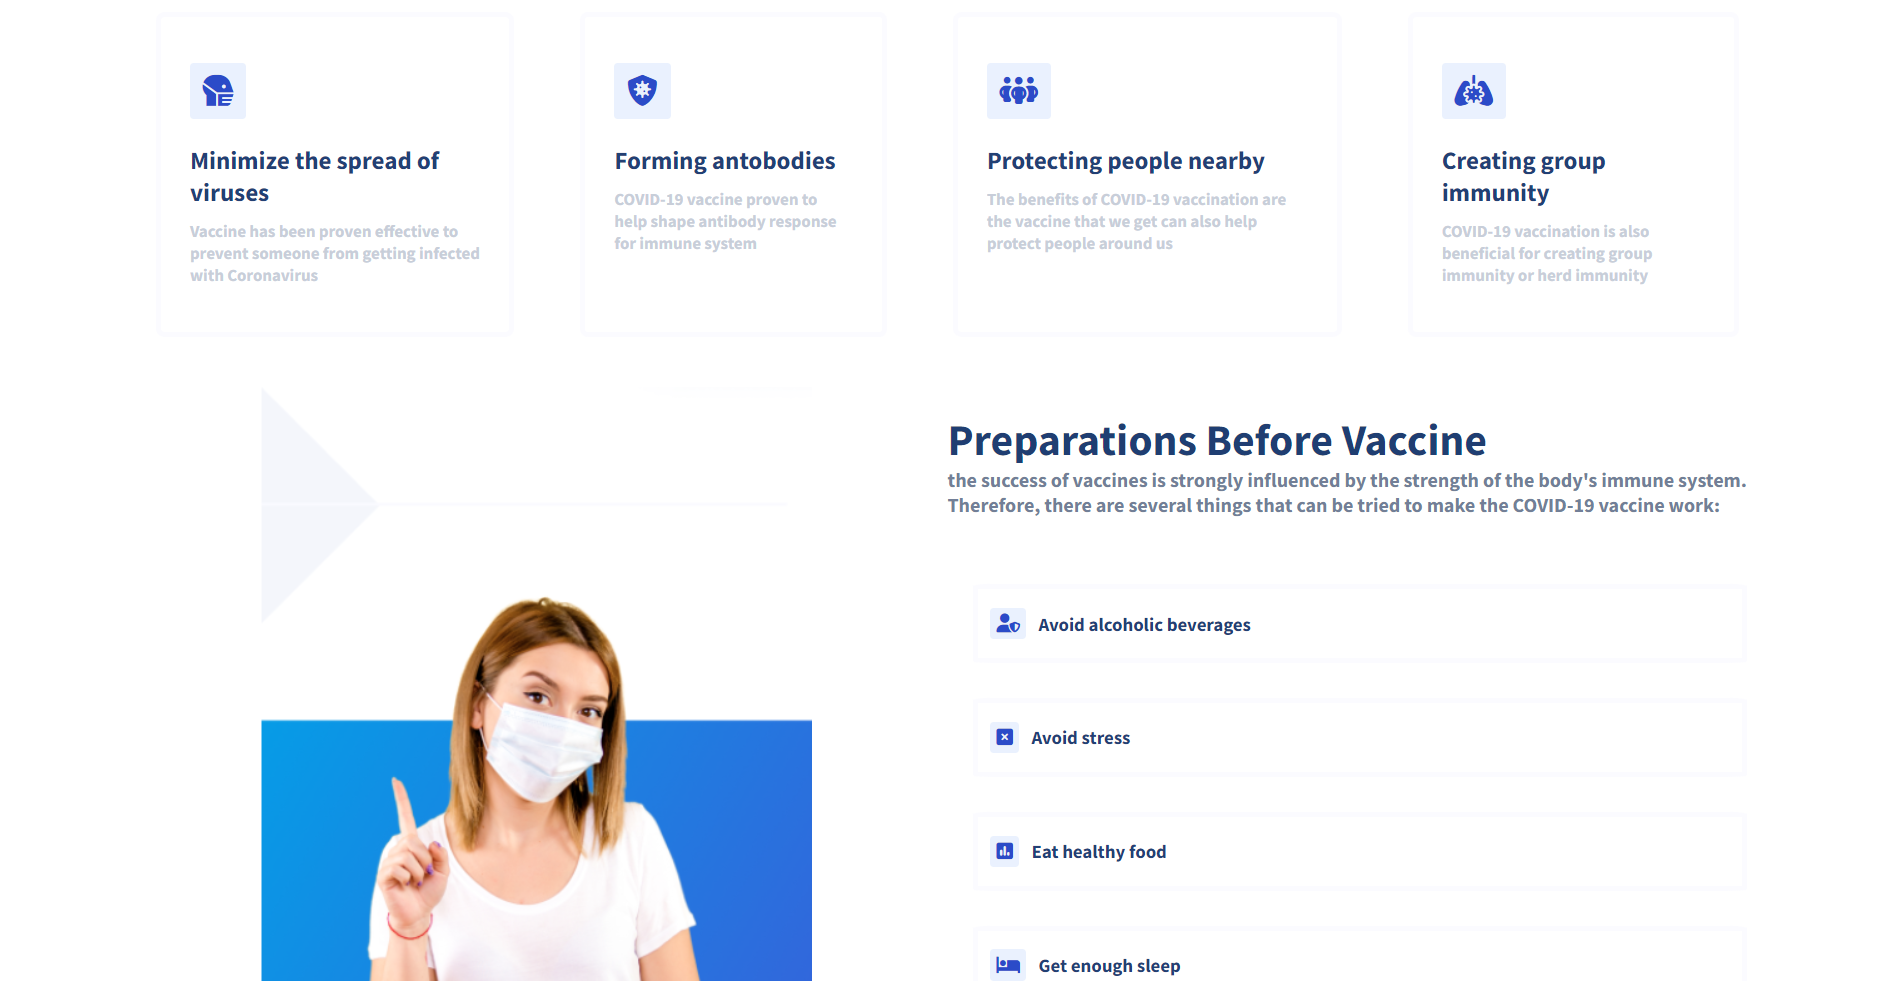 Minimize the spread of
viruses
Vaccine has been proven effective to
prevent someone from getting infected
with Coronavirus
Forming antobodies
COVID-19 vaccine proven to
help shape antibody response
for immune system
Protecting people nearby
The benefits of COVID-19 vaccination are
the vaccine that we get can also help
protect people around us
Creating group
immunity
COVID-19 vaccination is also
beneficial for creating group
immunity or herd immunity
Preparations Before Vaccine
the success of vaccines is strongly influenced by the strength of the body's immune system.
Therefore, there are several things that can be tried to make the COVID-19 vaccine work:
Avoid alcoholic beverages
Avoid stress
Eat healthy food
Get enough sleep